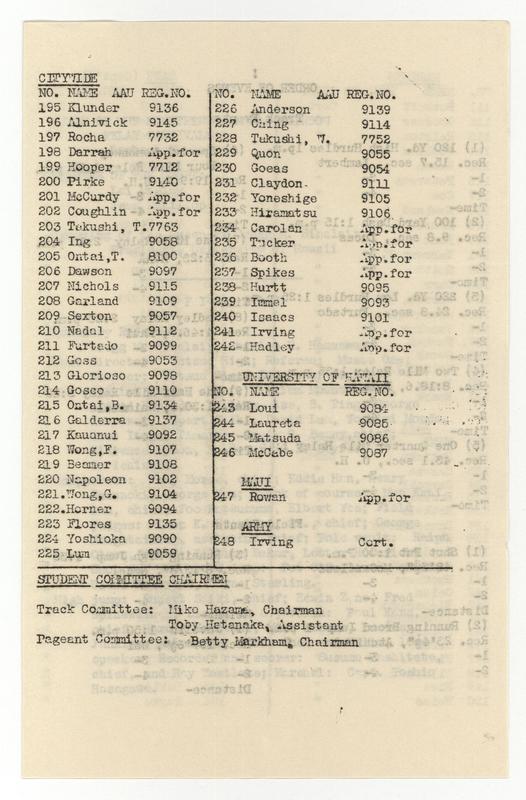 CITYWIDE
NO. NAME AAU REG.NO.
195 Klunder 9136
196 Alnivick 9145
197 Rocha 7732
198 Darrah App.for
199 Hooper 7712
200 Pirke 9140
201 McCurdy App.for
202 Coughlin App.for
203 Takushi, T.7763
204 Ing 9058
205 Ontai,T. 8100
206 Dawson 9097
207 Nichols 9115
208 Garland 9109
209 Sexton 9057
210 Nadal 9112
211 Furtado 9099
212 Goss 9053
213 Glorioso 9098
214 Gosco 9110
215 Ontai,B. 9134
216 Galderra 9137
217 Kauanui 9092
218 Wong,F. 9107
219 Beamer 9108
220 Napoleon 9102
221.Wong,G. 9104
222.Horner 9094
223 Flores 9135
224 Yoshioka 9090
225 Lum 9059
NO. NAME AAU REG.NO.
226 Anderson 9139
227 Ching 9114
228 Takushi, W. 7752
229 Quon 9055
230 Goeas 9054
231 Claydon 9111
232 Yoneshige 9105
233 Hiramatsu 9106
234 Carolan App.for
235 Tucker App.for
236 Booth App.for
237 Spikes App.for
238 Hurtt 9095
239 Immel 9093
240 Isaacs 9101
241 Irving App.for
242 Hadley App.for
UNIVERSITY OF HAWAII
NO. NAME REG.NO.
243 Loui 9084
244 Laureta 9085
245 Matsuda 9086
246 McCabe 9087
MAUI
247 Rowan App.for
ARMY
248 Irving Cert.
STUDENT COMMITTEE CHAIRMEN
Track Committee: Mike Hazama, Chairman
Toby Hatanaka, Assistant
Pageant Committee: Betty Markham, Chairman